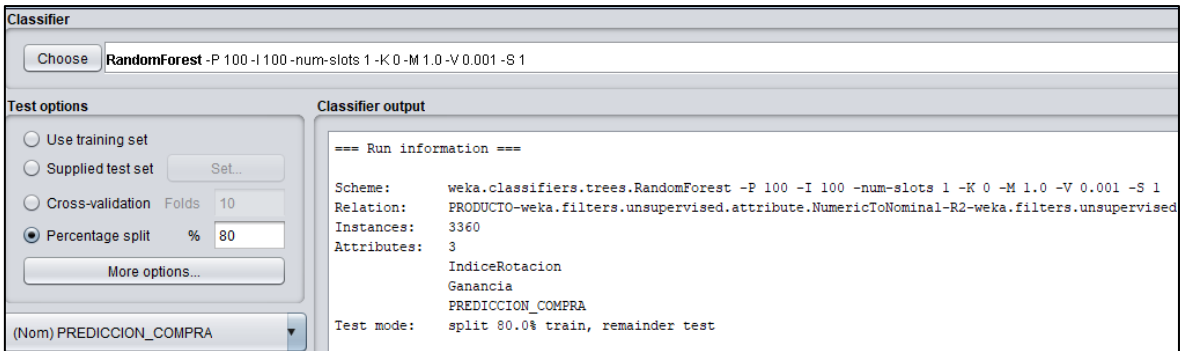 Classifier
Choose RandomForest -P 100 -I 100 -num-slots 1 -K 0 -M 1.0 -V 0.001 -S 1
Test options
Use training set
Supplied test set Set...
Cross-validation Folds 10
Percentage split % 80
More options...
(Nom) PREDICCION_COMPRA
Classifier output
=== Run information ===
Scheme: weka.classifiers.trees.RandomForest -P 100 -I 100 -num-slots 1 -K 0 -M 1.0 -V 0.001 -S 1
Relation: PRODUCTO-weka.filters.unsupervised.attribute.NumericToNominal-R2-weka.filters.unsupervised
Instances: 3360
Attributes: 3
IndiceRotacion
Ganancia
PREDICCION_COMPRA
Test mode: split 80.0% train, remainder test